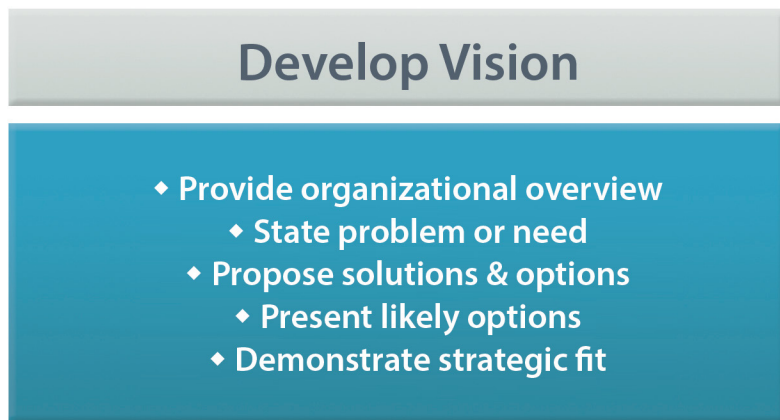 Develop Vision
◆ Provide organizational overview
◆ State problem or need
◆ Propose solutions & options
◆ Present likely options
◆ Demonstrate strategic fit